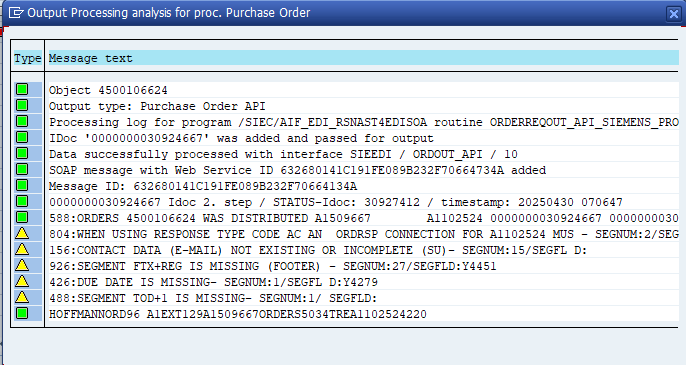 Output Processing analysis for proc. Purchase Order
Type Message text
Object 4500106624
Output type: Purchase Order API
Processing log for program /SIEC/AIF_EDI_RSNAST4EDISOA routine ORDERREQOUT_API_SIEMENS_PRO
IDoc '0000000030924667' was added and passed for output
Data successfully processed with interface SIEEDI / ORDOUT_API / 10
SOAP message with Web Service ID 632680141C191FE089B232F70664734A added
Message ID: 632680141C191FE089B232F70664134A
0000000030924667 Idoc 2. step / STATUS-Idoc: 30927412 / timestamp: 20250430 070647
588:ORDERS 4500106624 WAS DISTRIBUTED A1509667 A1102524 0000000030924667 000000030
804:WHEN USING RESPONSE TYPE CODE AC AN ORDRSP CONNECTION FOR A1102524 MUS - SEGNUM:2/SEG
156:CONTACT DATA (E-MAIL) NOT EXISTING OR INCOMPLETE (SU)- SEGNUM:15/SEGFL D:
926:SEGMENT FTX+REG IS MISSING (FOOTER) - SEGNUM:27/SEGFLD:Y4451
426:DUE DATE IS MISSING- SEGNUM:1/SEGFL D:Y4279
488:SEGMENT TOD+1 IS MISSING- SEGNUM:1/ SEGFLD:
HOFFMANNORD96 A1EXT129A1509667ORDERS5034TREA1102524220